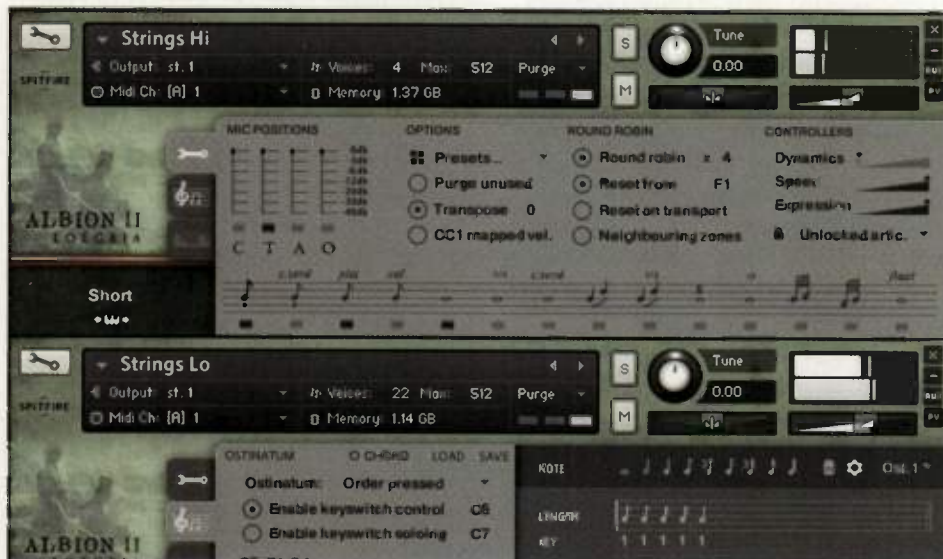 Strings Hi
Output: st. 1
Voices: 4 Max: 512 Purge
Midi Ch: [A] 1
Memory: 1.37 GB
S
M
Tune
0.00
SPITFIRE
ALBION II
LOEGRIA
Short
MIC POSITIONS
C T A O
OPTIONS
Presets...
Purge unused
Transpose 0
CC1 mapped vel.
ROUND ROBIN
Round robin x 4
Reset from F1
Reset on transport
Neighbouring zones
CONTROLLERS
Dynamics
Speed
Expression
Unlocked artic.
Strings Lo
Output: st. 1
Voices: 22 Max: 512 Purge
Midi Ch: [A] 1
Memory: 1.14 GB
S
M
Tune
0.00
SPITFIRE
ALBION II
OSTINATUM
LOAD SAVE
Ostinatum: Order pressed
Enable keyswitch control C6
Enable keyswitch soloing C7
NOTE
Ost. 1
LENGTH
KEY 1 1 1 1 1